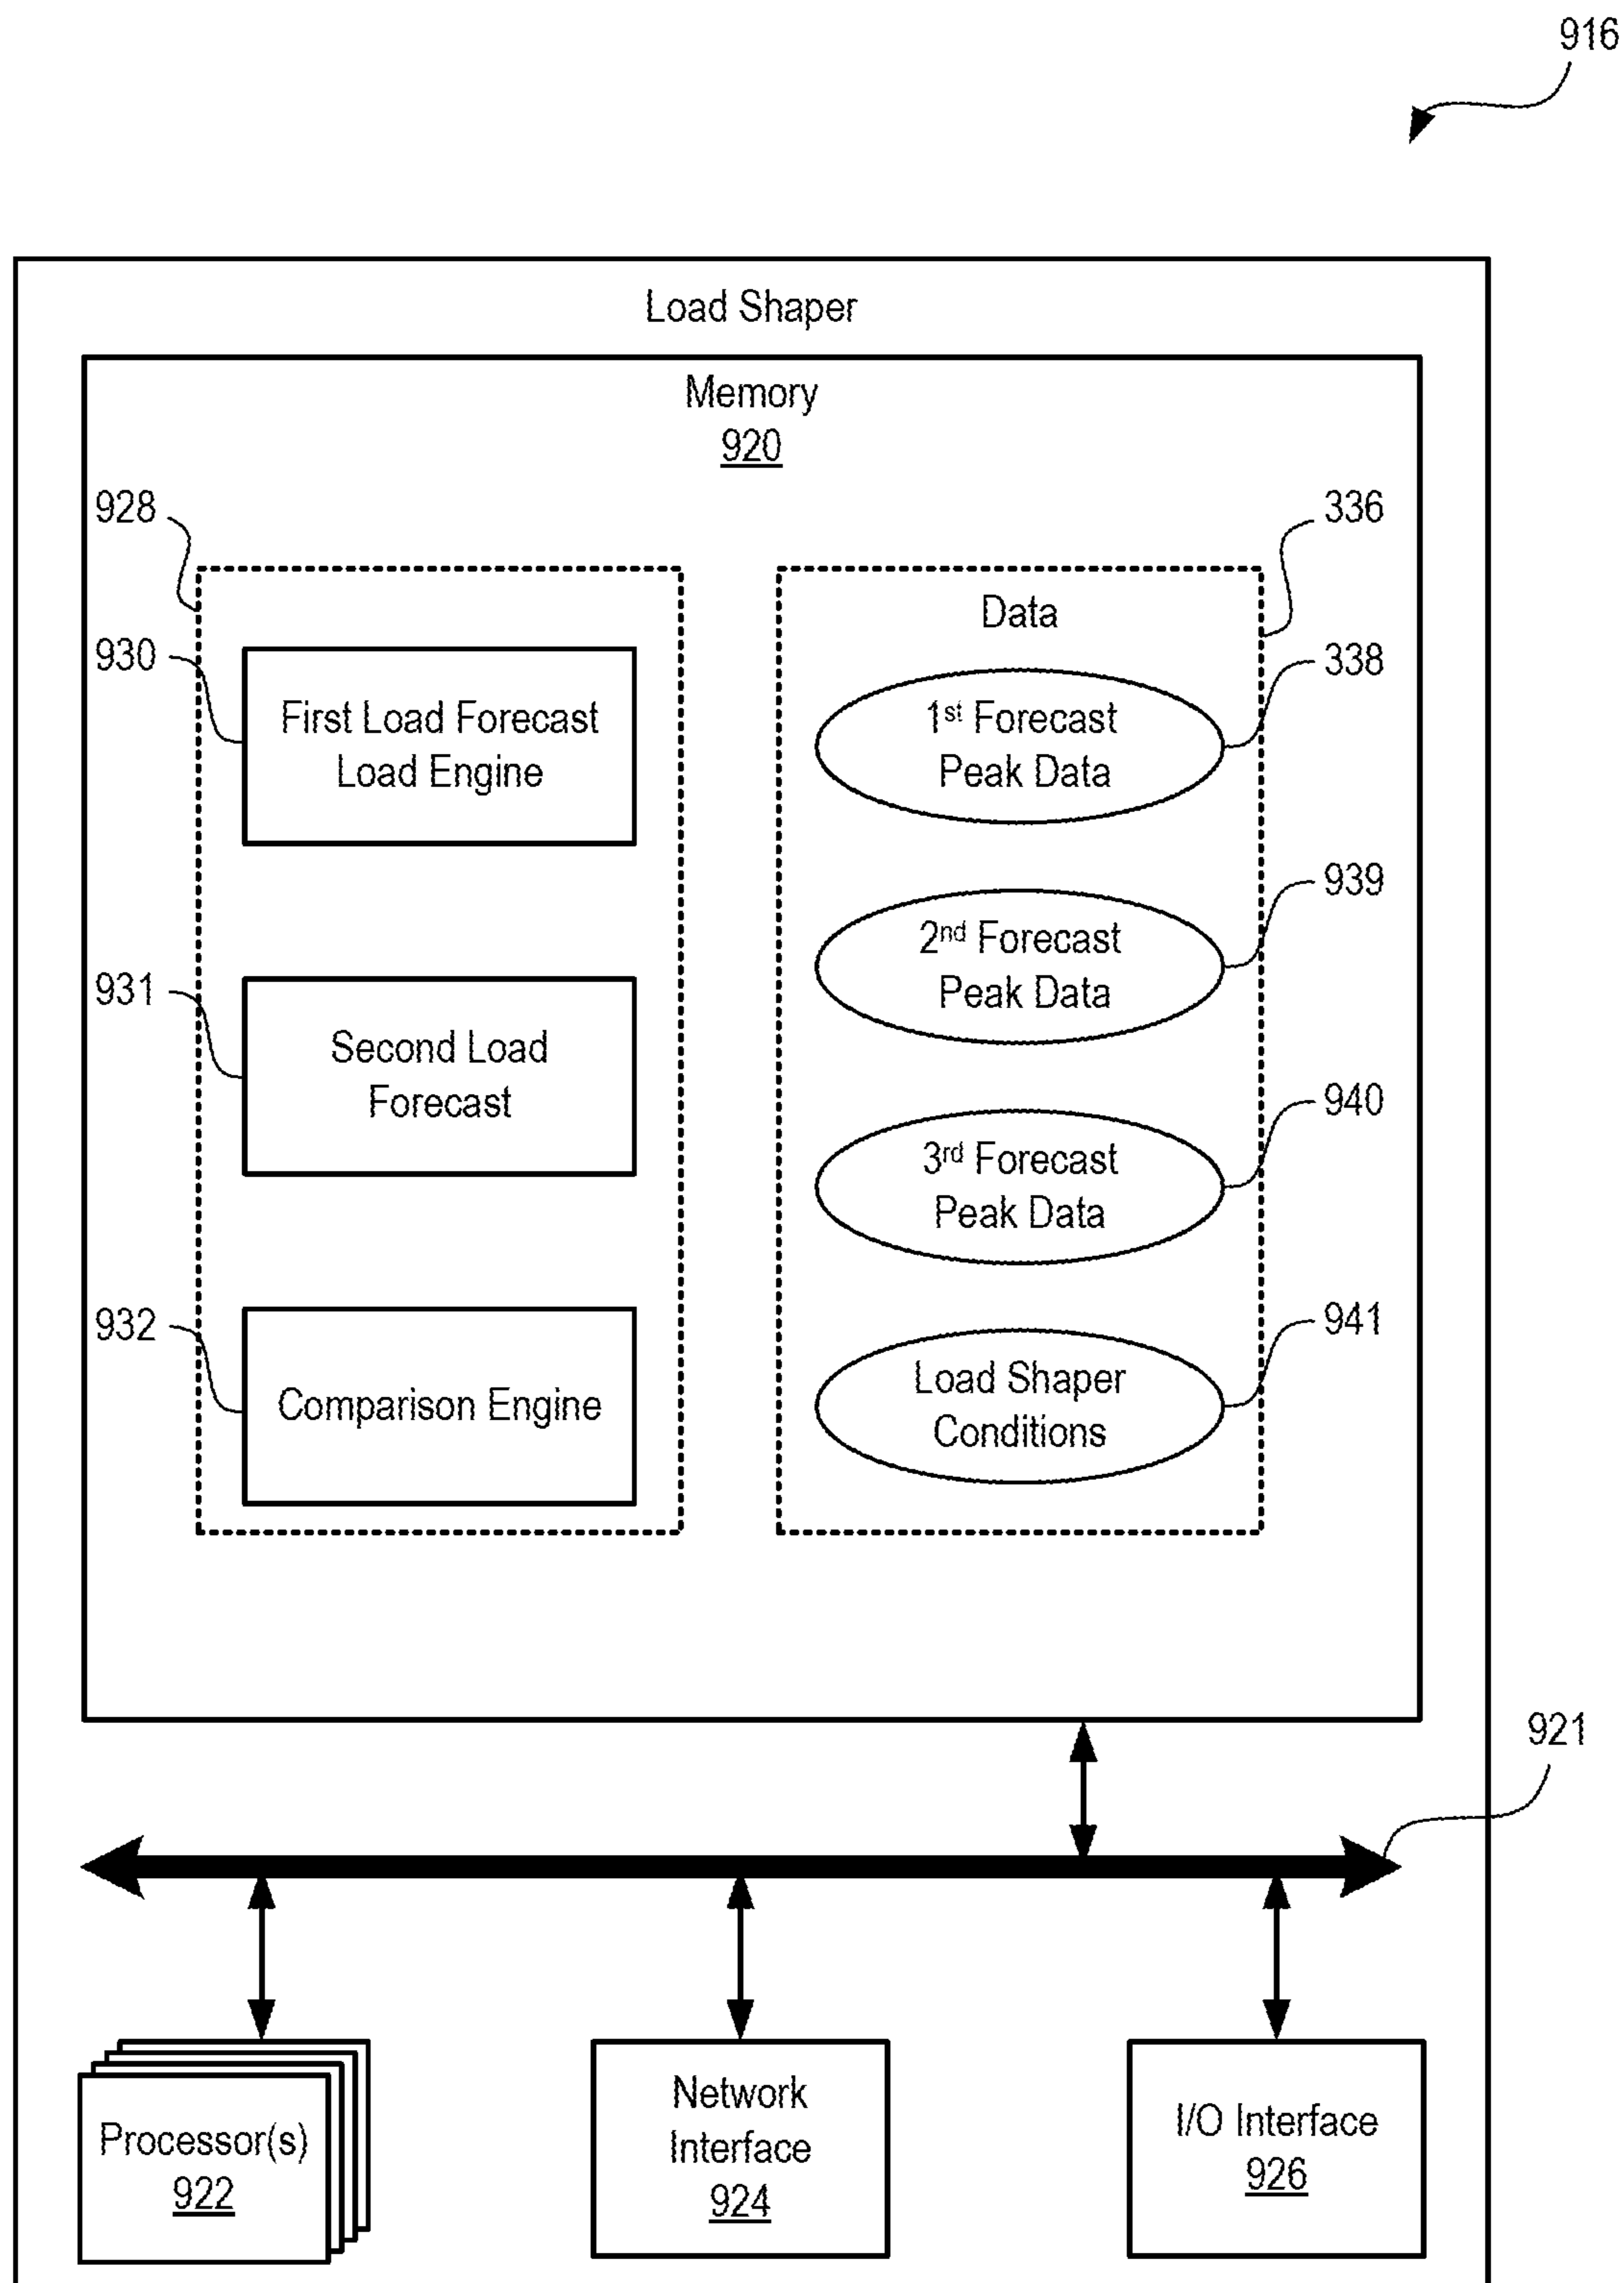 916
Load Shaper
Memory
920
928
336
Data
930
338
First Load Forecast
Load Engine
1st Forecast
Peak Data
939
2nd Forecast
Peak Data
931
Second Load
Forecast
940
3rd Forecast
Peak Data
932
941
Comparison Engine
Load Shaper
Conditions
921
Processor(s)
922
Network
Interface
924
I/O Interface
926